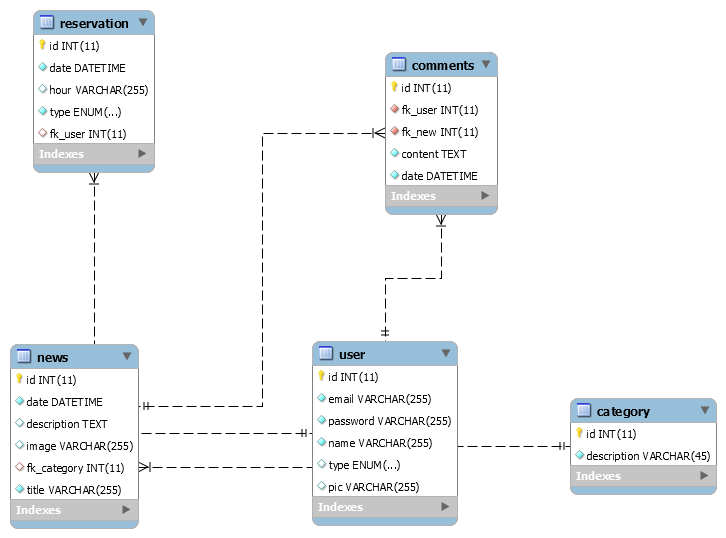 reservation
id INT(11)
date DATETIME
hour VARCHAR(255)
type ENUM(...)
fk_user INT(11)
Indexes
comments
id INT(11)
fk_user INT(11)
fk_new INT(11)
content TEXT
date DATETIME
Indexes
news
id INT(11)
date DATETIME
description TEXT
image VARCHAR(255)
fk_category INT(11)
title VARCHAR(255)
Indexes
user
id INT(11)
email VARCHAR(255)
password VARCHAR(255)
name VARCHAR(255)
type ENUM(...)
pic VARCHAR(255)
Indexes
category
id INT(11)
description VARCHAR(45)
Indexes